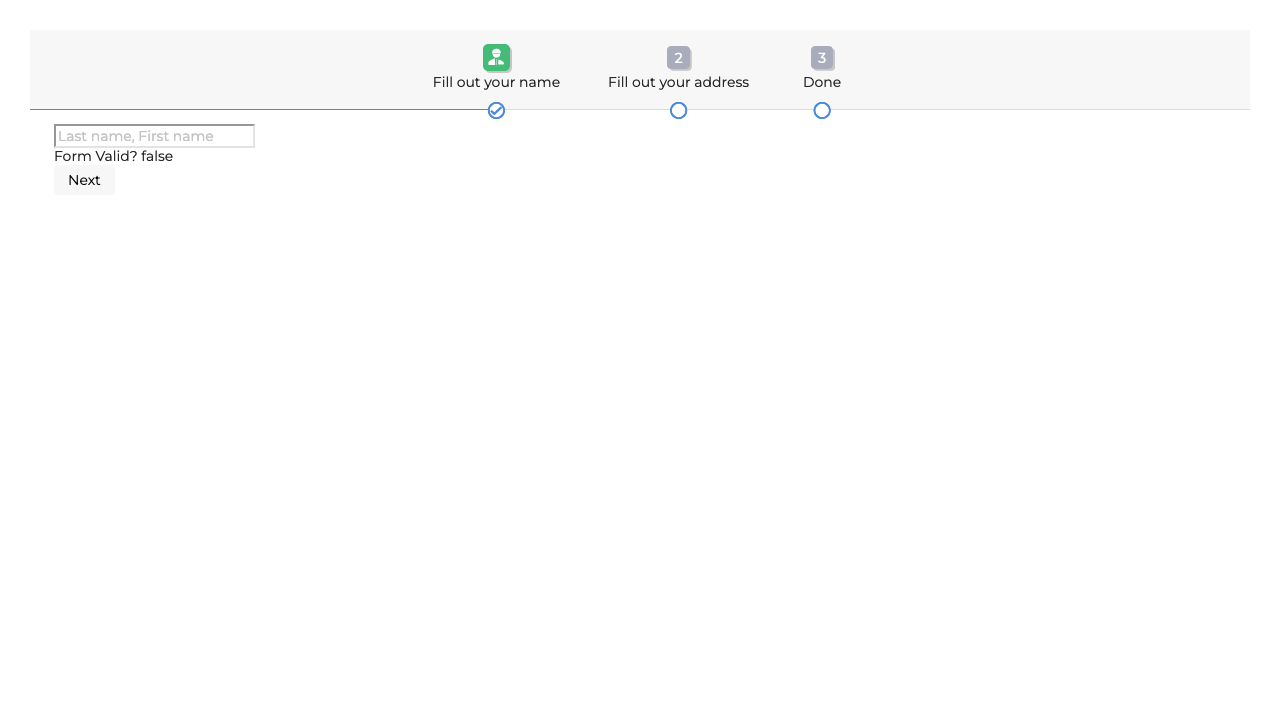 2
3
Fill out your name
Fill out your address
Done
Last name, First name
Form Valid? false
Next